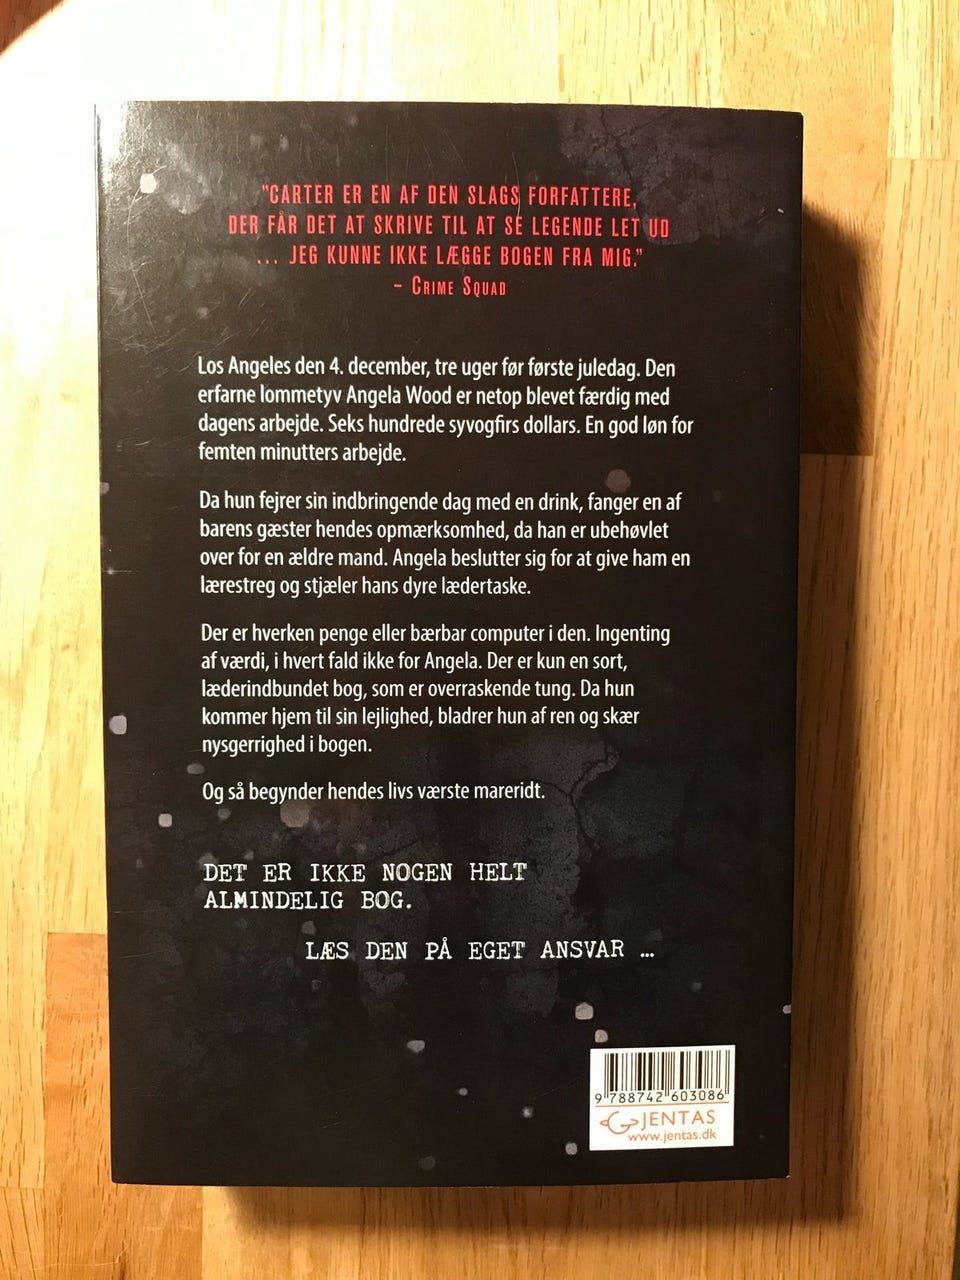 "CARTER ER EN AF DEN SLAGS FORFATTERE,
DER FÅR DET AT SKRIVE TIL AT SE LEGENDE LET UD
... JEG KUNNE IKKE LÆGGE BOGEN FRA MIG."
– CRIME SQUAD
Los Angeles den 4. december, tre uger før første juledag. Den
erfarne lommetyv Angela Wood er netop blevet færdig med
dagens arbejde. Seks hundrede syvogfirs dollars. En god løn for
femten minutters arbejde.
Da hun fejrer sin indbringende dag med en drink, fanger en af
barens gæster hendes opmærksomhed, da han er ubehøvlet
over for en ældre mand. Angela beslutter sig for at give ham en
lærestreg og stjæler hans dyre lædertaske.
Der er hverken penge eller bærbar computer i den. Ingenting
af værdi, i hvert fald ikke for Angela. Der er kun en sort,
læderindbundet bog, som er overraskende tung. Da hun
kommer hjem til sin lejlighed, bladrer hun af ren og skær
nysgerrighed i bogen.
Og så begynder hendes livs værste mareridt.
DET ER IKKE NOGEN HELT
ALMINDELIG BOG.
LÆS DEN PÅ EGET ANSVAR ...
9 788742 603086
JENTAS
www.jentas.dk